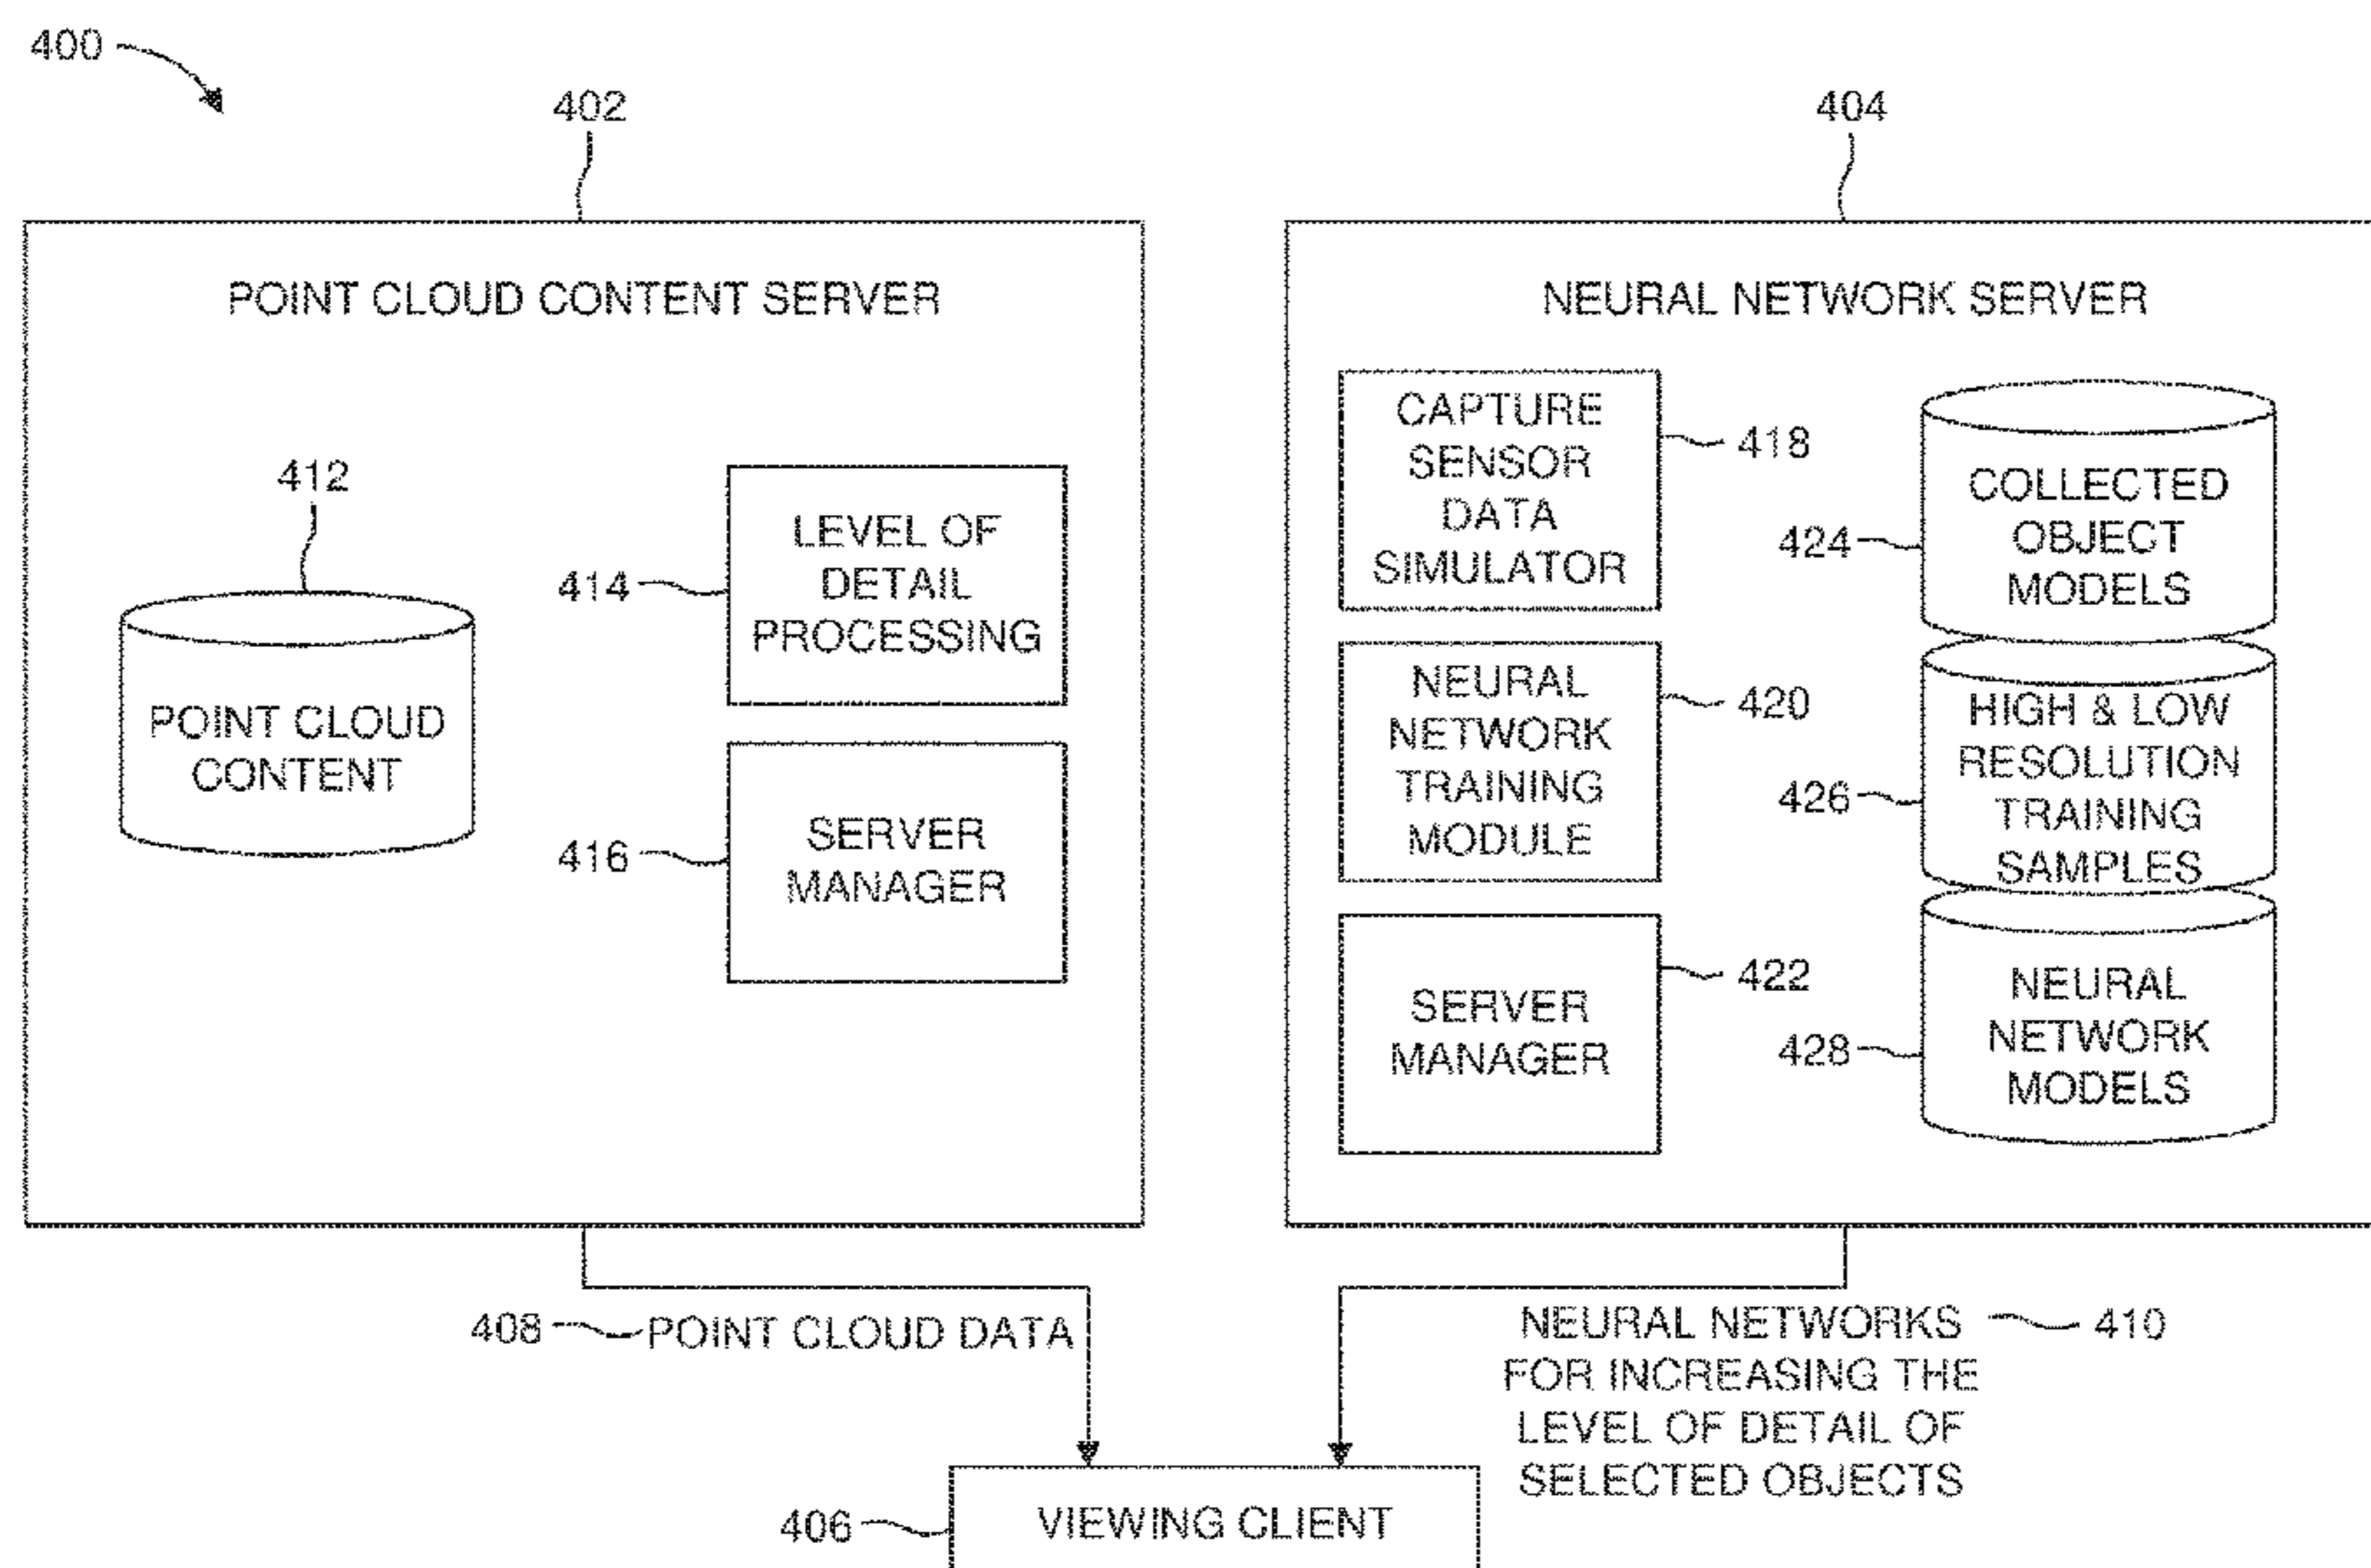 400
402
404
POINT CLOUD CONTENT SERVER
412
POINT CLOUD
CONTENT
414
LEVEL OF
DETAIL
PROCESSING
416
SERVER
MANAGER
NEURAL NETWORK SERVER
CAPTURE
SENSOR
DATA
SIMULATOR
418
NEURAL
NETWORK
TRAINING
MODULE
420
SERVER
MANAGER
422
424
COLLECTED
OBJECT
MODELS
426
HIGH & LOW
RESOLUTION
TRAINING
SAMPLES
428
NEURAL
NETWORK
MODELS
408
POINT CLOUD DATA
NEURAL NETWORKS
FOR INCREASING THE
LEVEL OF DETAIL OF
SELECTED OBJECTS
410
406
VIEWING CLIENT